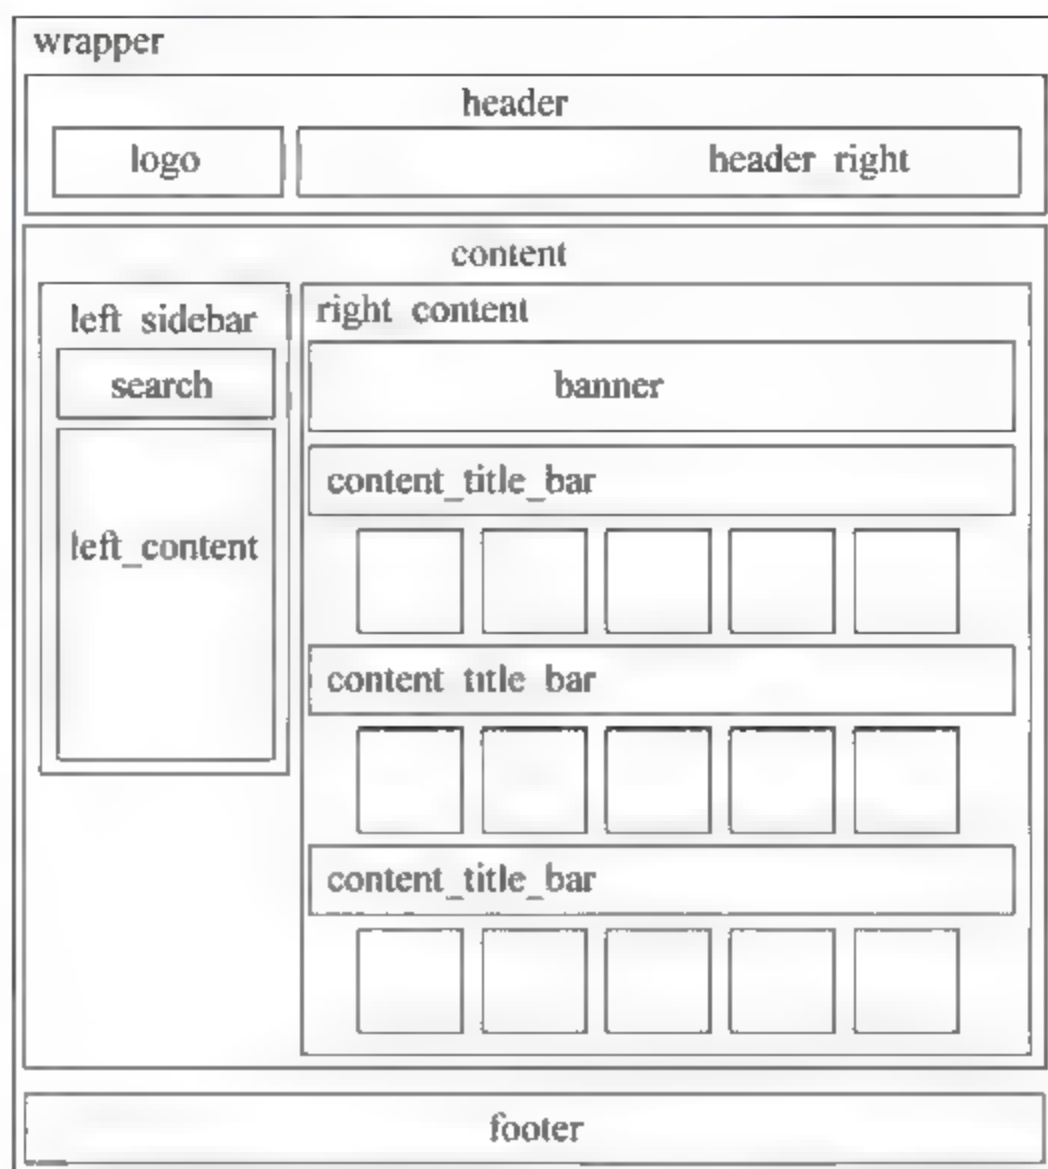 wrapper
header
logo
header right
content
left sidebar
right content
search
banner
content_title_bar
left_content
content title bar
content_title_bar
footer